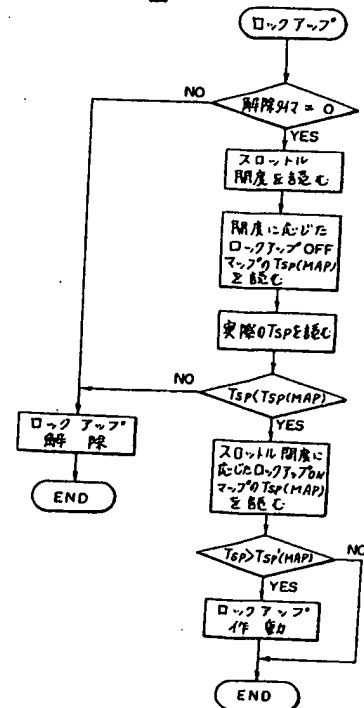 ロックアップ
解除タイマ = 0
NO
YES
スロットル
開度を読む
開度に応じた
ロックアップOFF
マップのTSP(MAP)
を読む
実際のTSPを読む
TSP<TSP(MAP)
NO
YES
ロックアップ
解 除
END
スロットル開度に
応じたロックアップON
マップのTSP(MAP)
を読む
TSP>TSP'(MAP)
NO
YES
ロックアップ
作 動
END